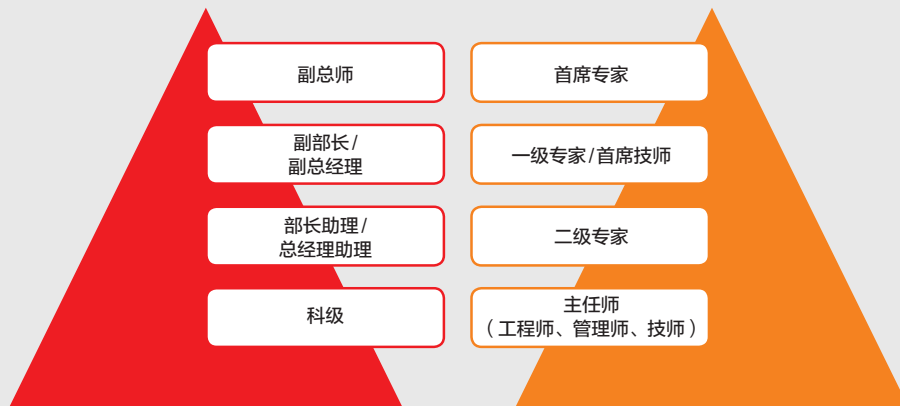 副总师
首席专家
副部长/
副总经理
一级专家/首席技师
部长助理/
总经理助理
二级专家
科级
主任师
（工程师、管理师、技师）